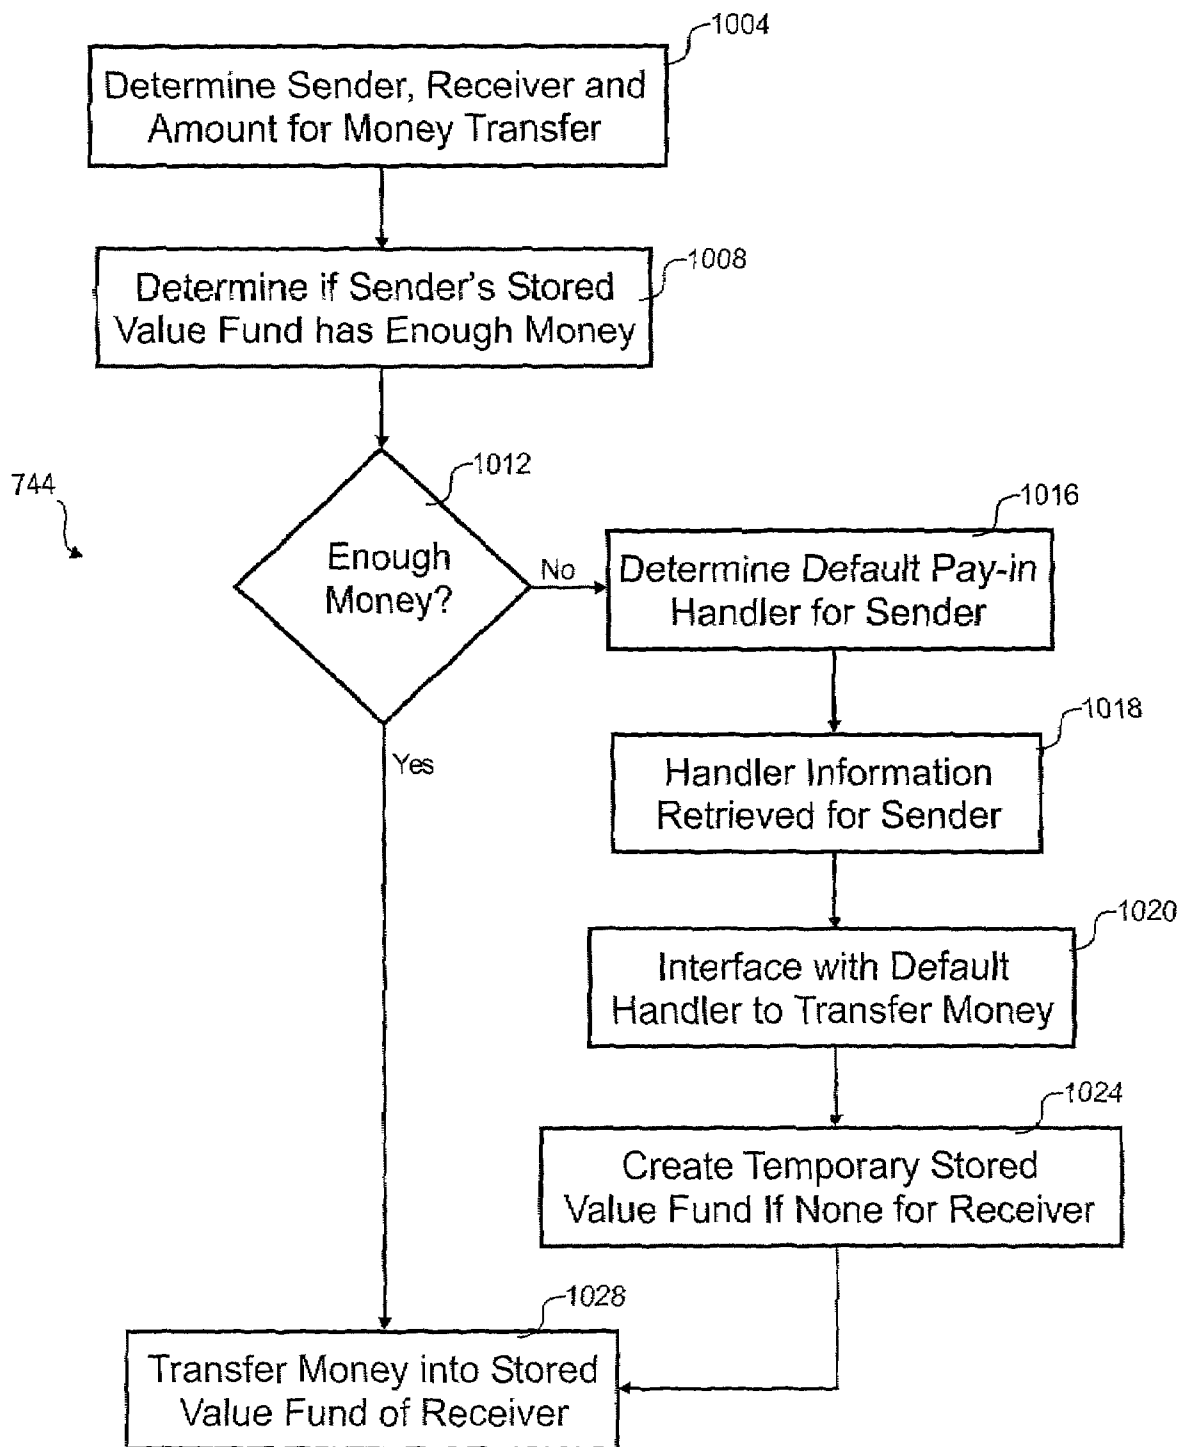 1004
Determine Sender, Receiver and
Amount for Money Transfer
1008
Determine if Sender's Stored
Value Fund has Enough Money
1012
744
Enough
Money?
No
1016
Determine Default Pay-in
Handler for Sender
Yes
1018
Handler Information
Retrieved for Sender
1020
Interface with Default
Handler to Transfer Money
1024
Create Temporary Stored
Value Fund If None for Receiver
1028
Transfer Money into Stored
Value Fund of Receiver